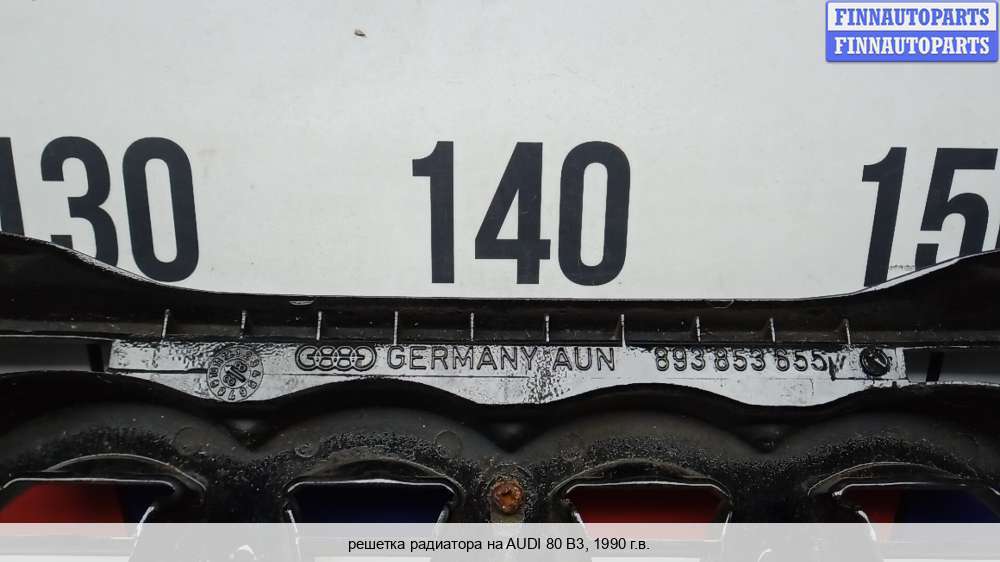 FINNAUTOPARTS
FINNAUTOPARTS
130 140 15
GERMANY AUN 893 853 655
решетка радиатора на AUDI 80 B3, 1990 г.в.